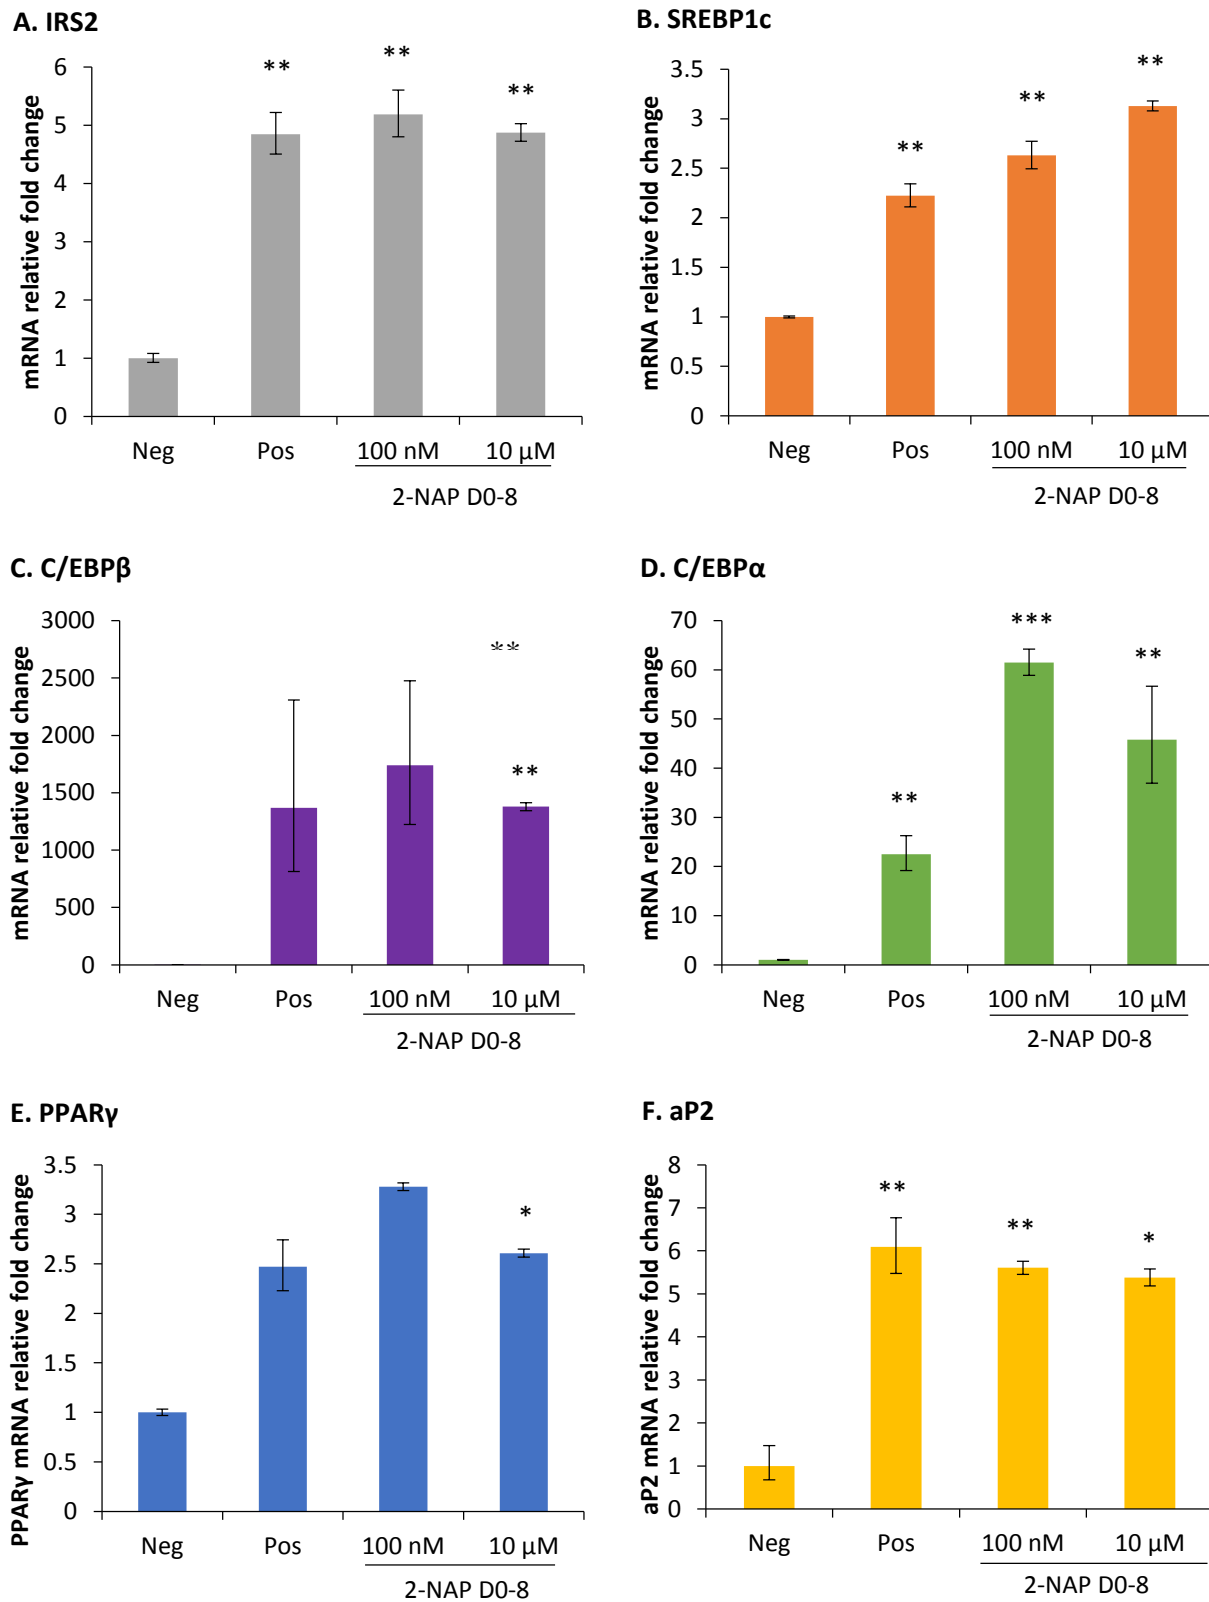 A. IRS2
mRNA relative fold change
6
5
4
3
2
1
0
** ** **
Neg Pos 100 nM 10 μM
2-NAP D0-8
B. SREBP1c
mRNA relative fold change
3.5
3
2.5
2
1.5
1
0.5
0
** ** **
Neg Pos 100 nM 10 μM
2-NAP D0-8
C. C/EBPβ
mRNA relative fold change
3000
2500
2000
1500
1000
500
0
**
**
Neg Pos 100 nM 10 μM
2-NAP D0-8
D. C/EBPα
mRNA relative fold change
70
60
50
40
30
20
10
0
** *** **
Neg Pos 100 nM 10 μM
2-NAP D0-8
E. PPARγ
PPARγ mRNA relative fold change
3.5
3
2.5
2
1.5
1
0.5
0
*
Neg Pos 100 nM 10 μM
2-NAP D0-8
F. aP2
aP2 mRNA relative fold change
8
7
6
5
4
3
2
1
0
** ** *
Neg Pos 100 nM 10 μM
2-NAP D0-8